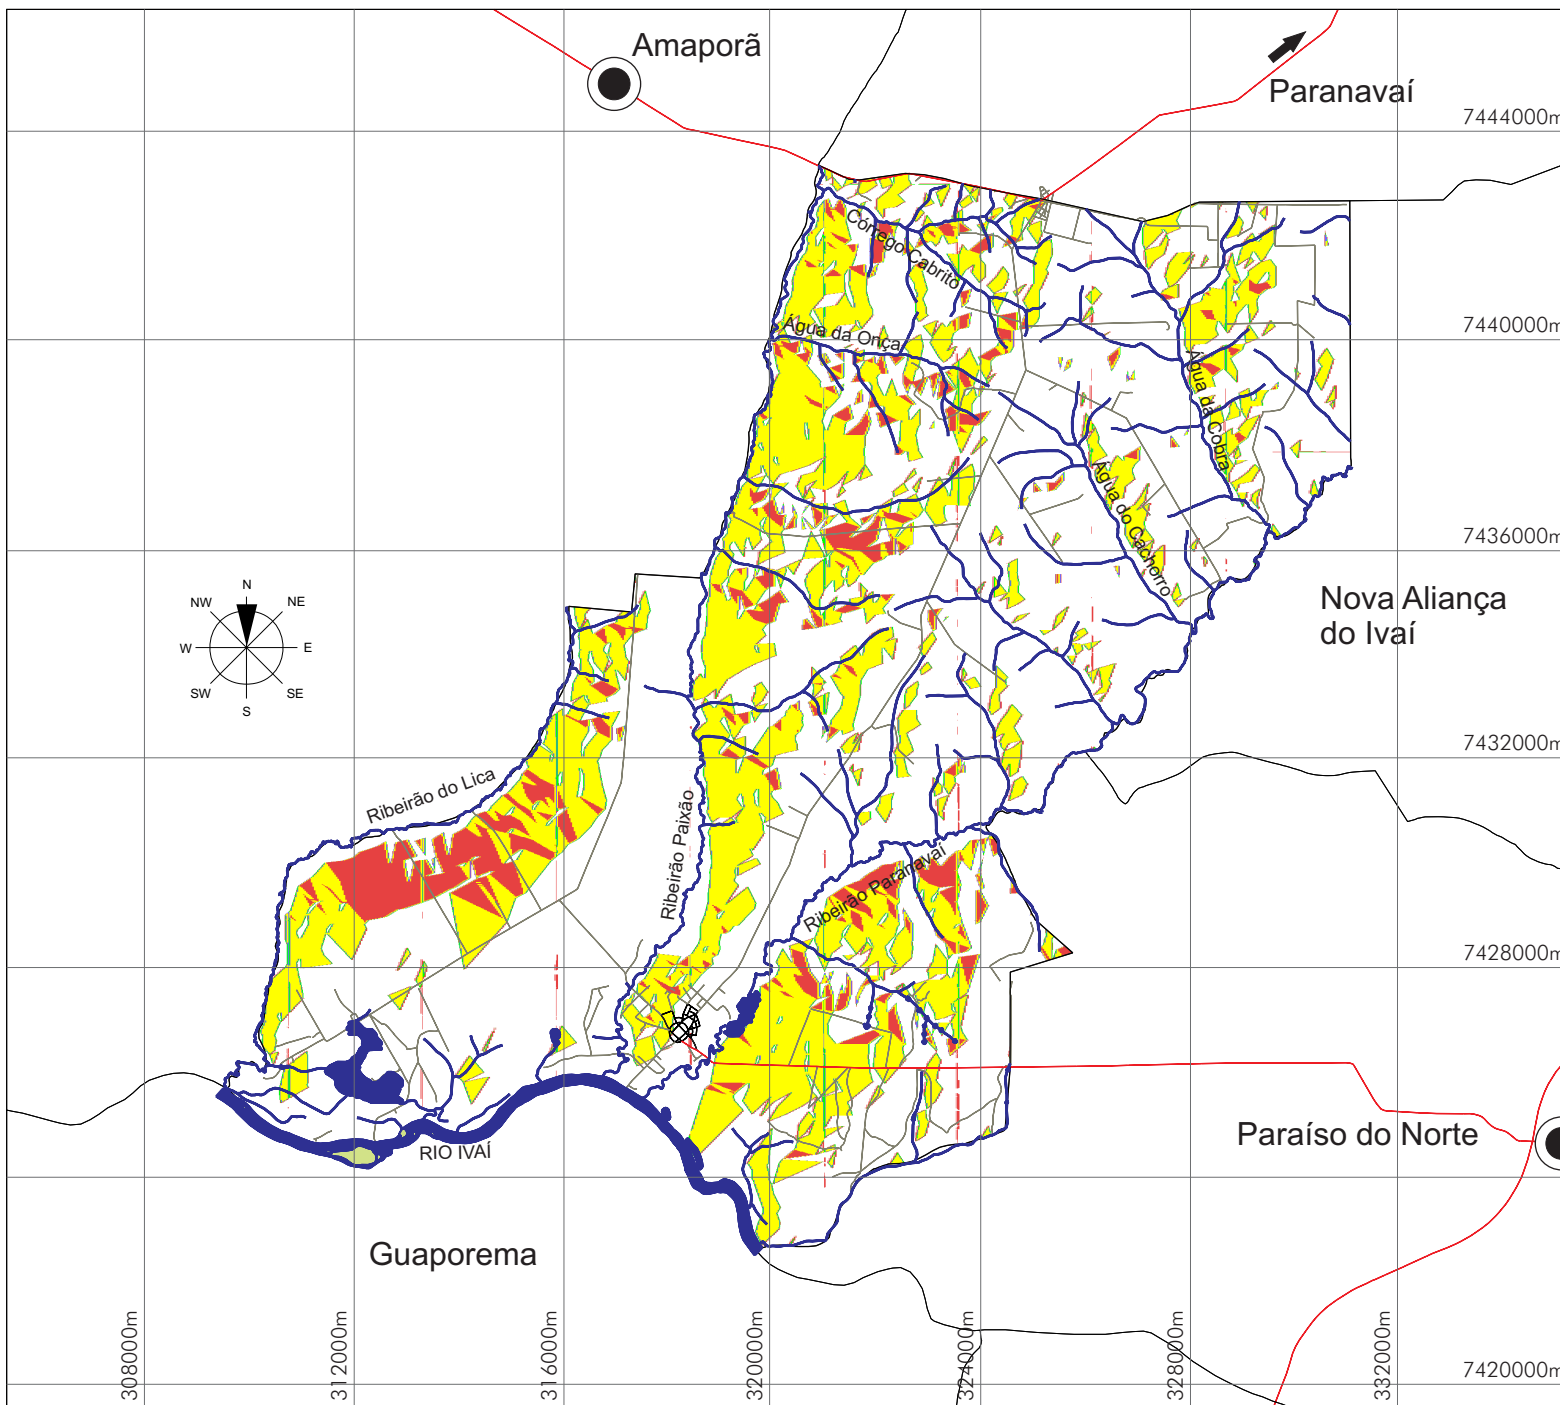 Amaporã
Paranavaí
7444000m
Córrego Cabrito
Água da Onça
7440000m
Água da Cobra
Água do Cachorro
7436000m
N
NW
NE
W
E
SW
SE
S
Nova Aliança
do Ivaí
7432000m
Ribeirão do Lica
Ribeirão Paixão
Ribeirão Paranavaí
7428000m
RIO IVAÍ
Paraíso do Norte
Guaporema
308000m
312000m
316000m
320000m
324000m
328000m
332000m
7420000m